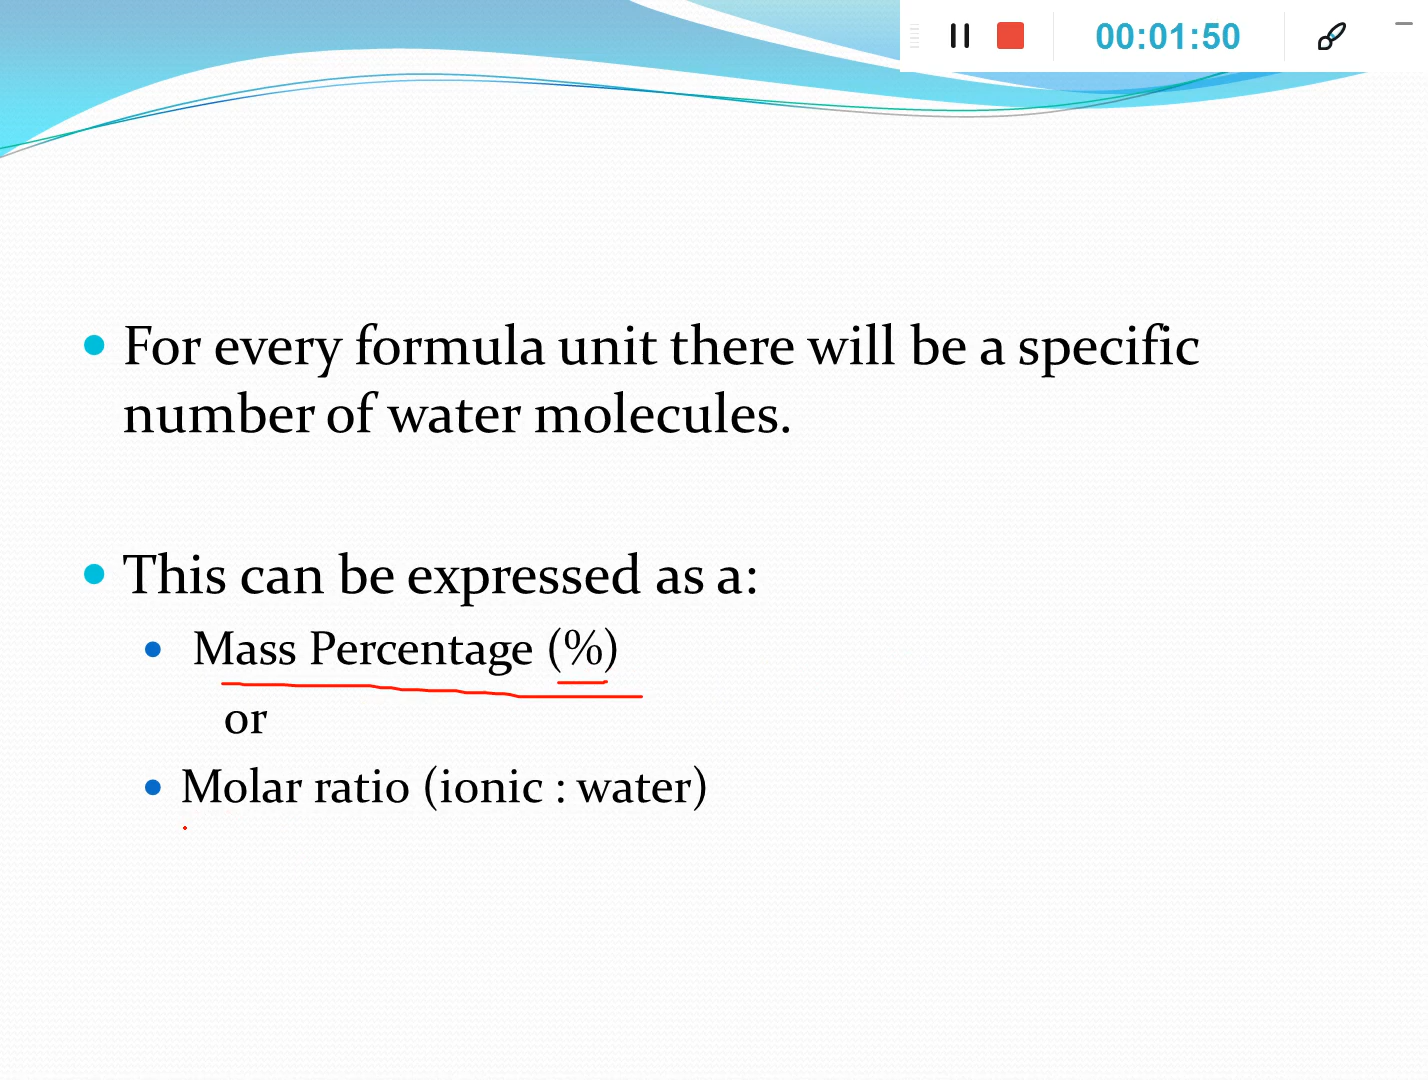 00:01:50
• For every formula unit there will be a specific
number of water molecules.
• This can be expressed as a:
• Mass Percentage (%)
or
• Molar ratio (ionic : water)